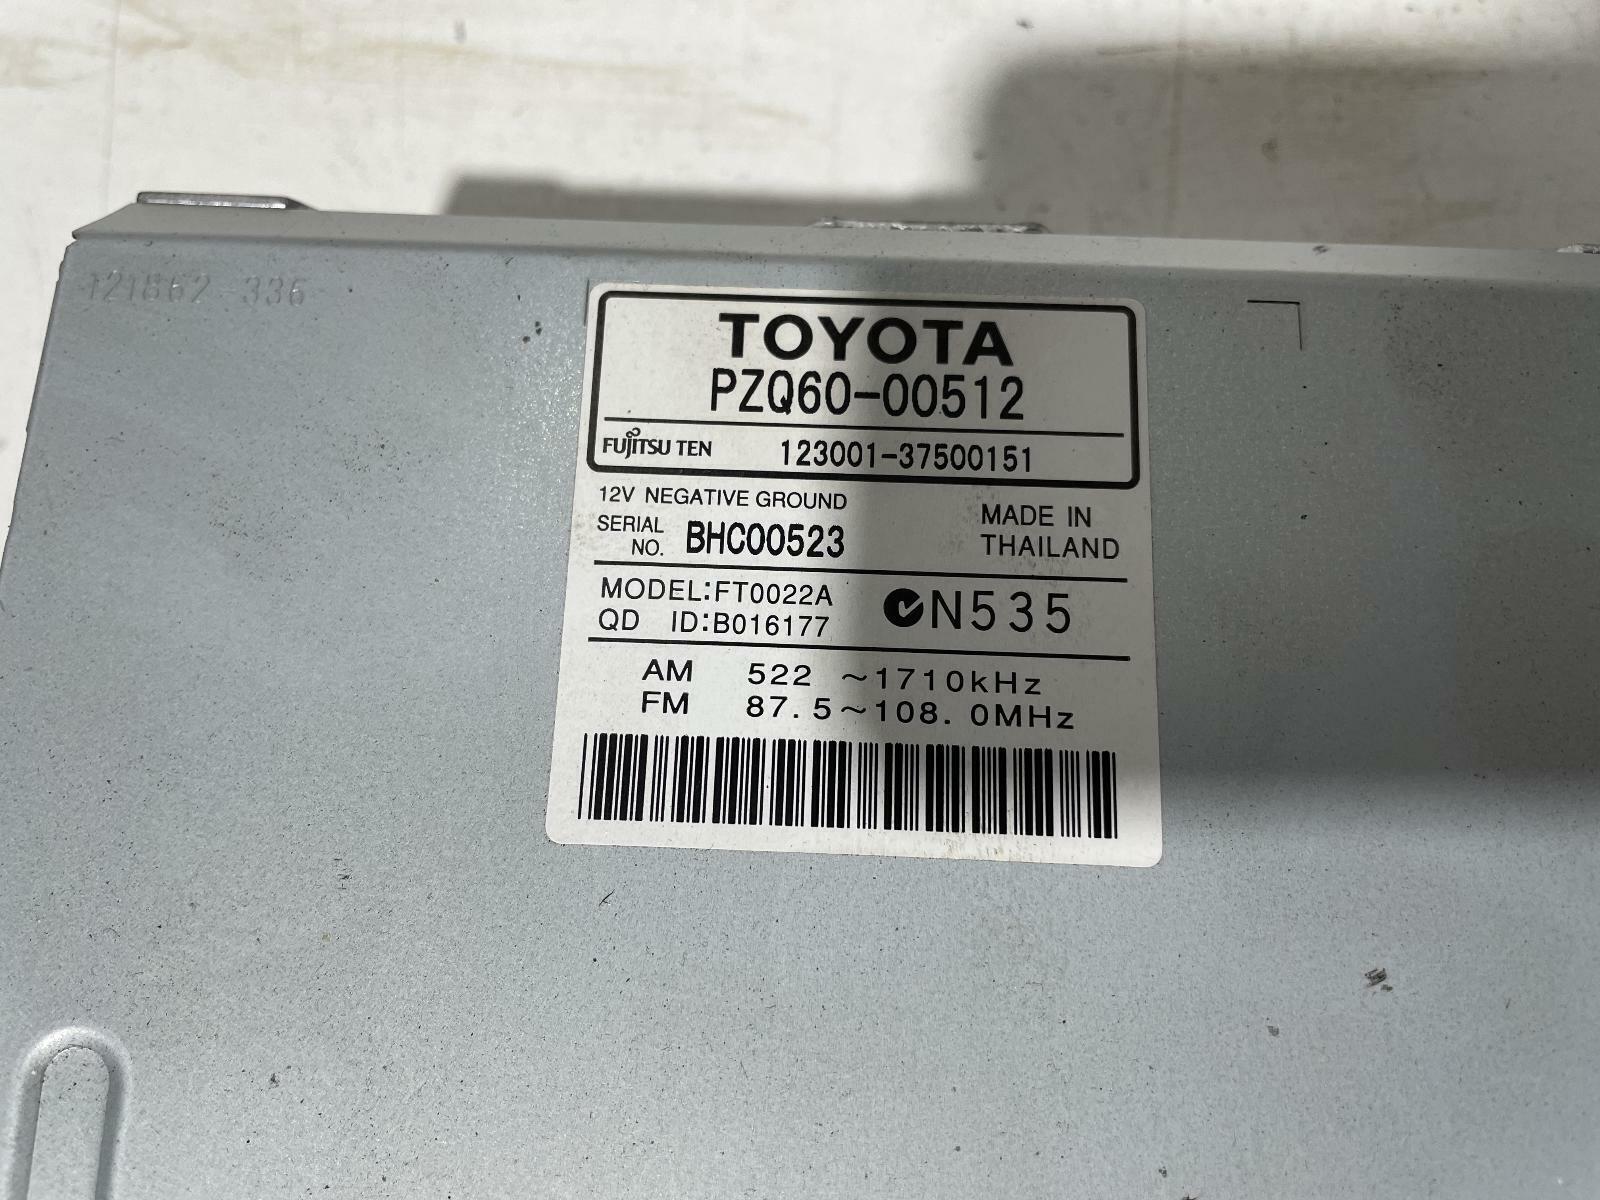 121862 336
TOYOTA
PZQ60-00512
FUJITSU TEN 123001-37500151
12V NEGATIVE GROUND
SERIAL NO. BHC00523
MADE IN
THAILAND
MODEL:FT0022A
QD ID:B016177
N535
AM 522 ~1710kHz
FM 87.5~108.0MHz